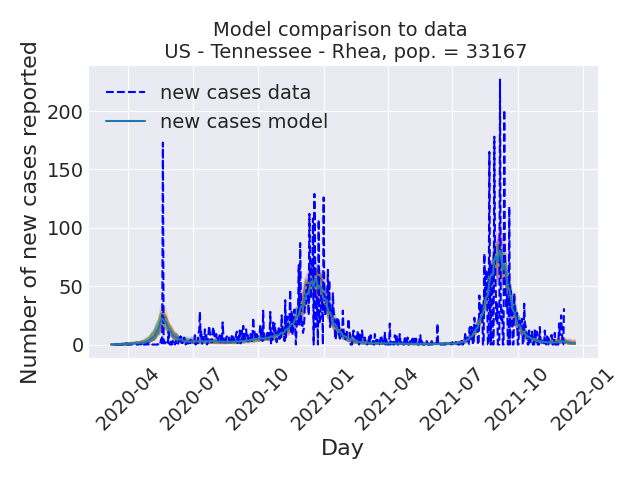 Model comparison to data
US - Tennessee - Rhea, pop. = 33167
Number of new cases reported
200
150
100
50
0
new cases data
new cases model
2020-04
2020-07
2020-10
2021-01
2021-04
2021-07
2021-10
2022-01
Day